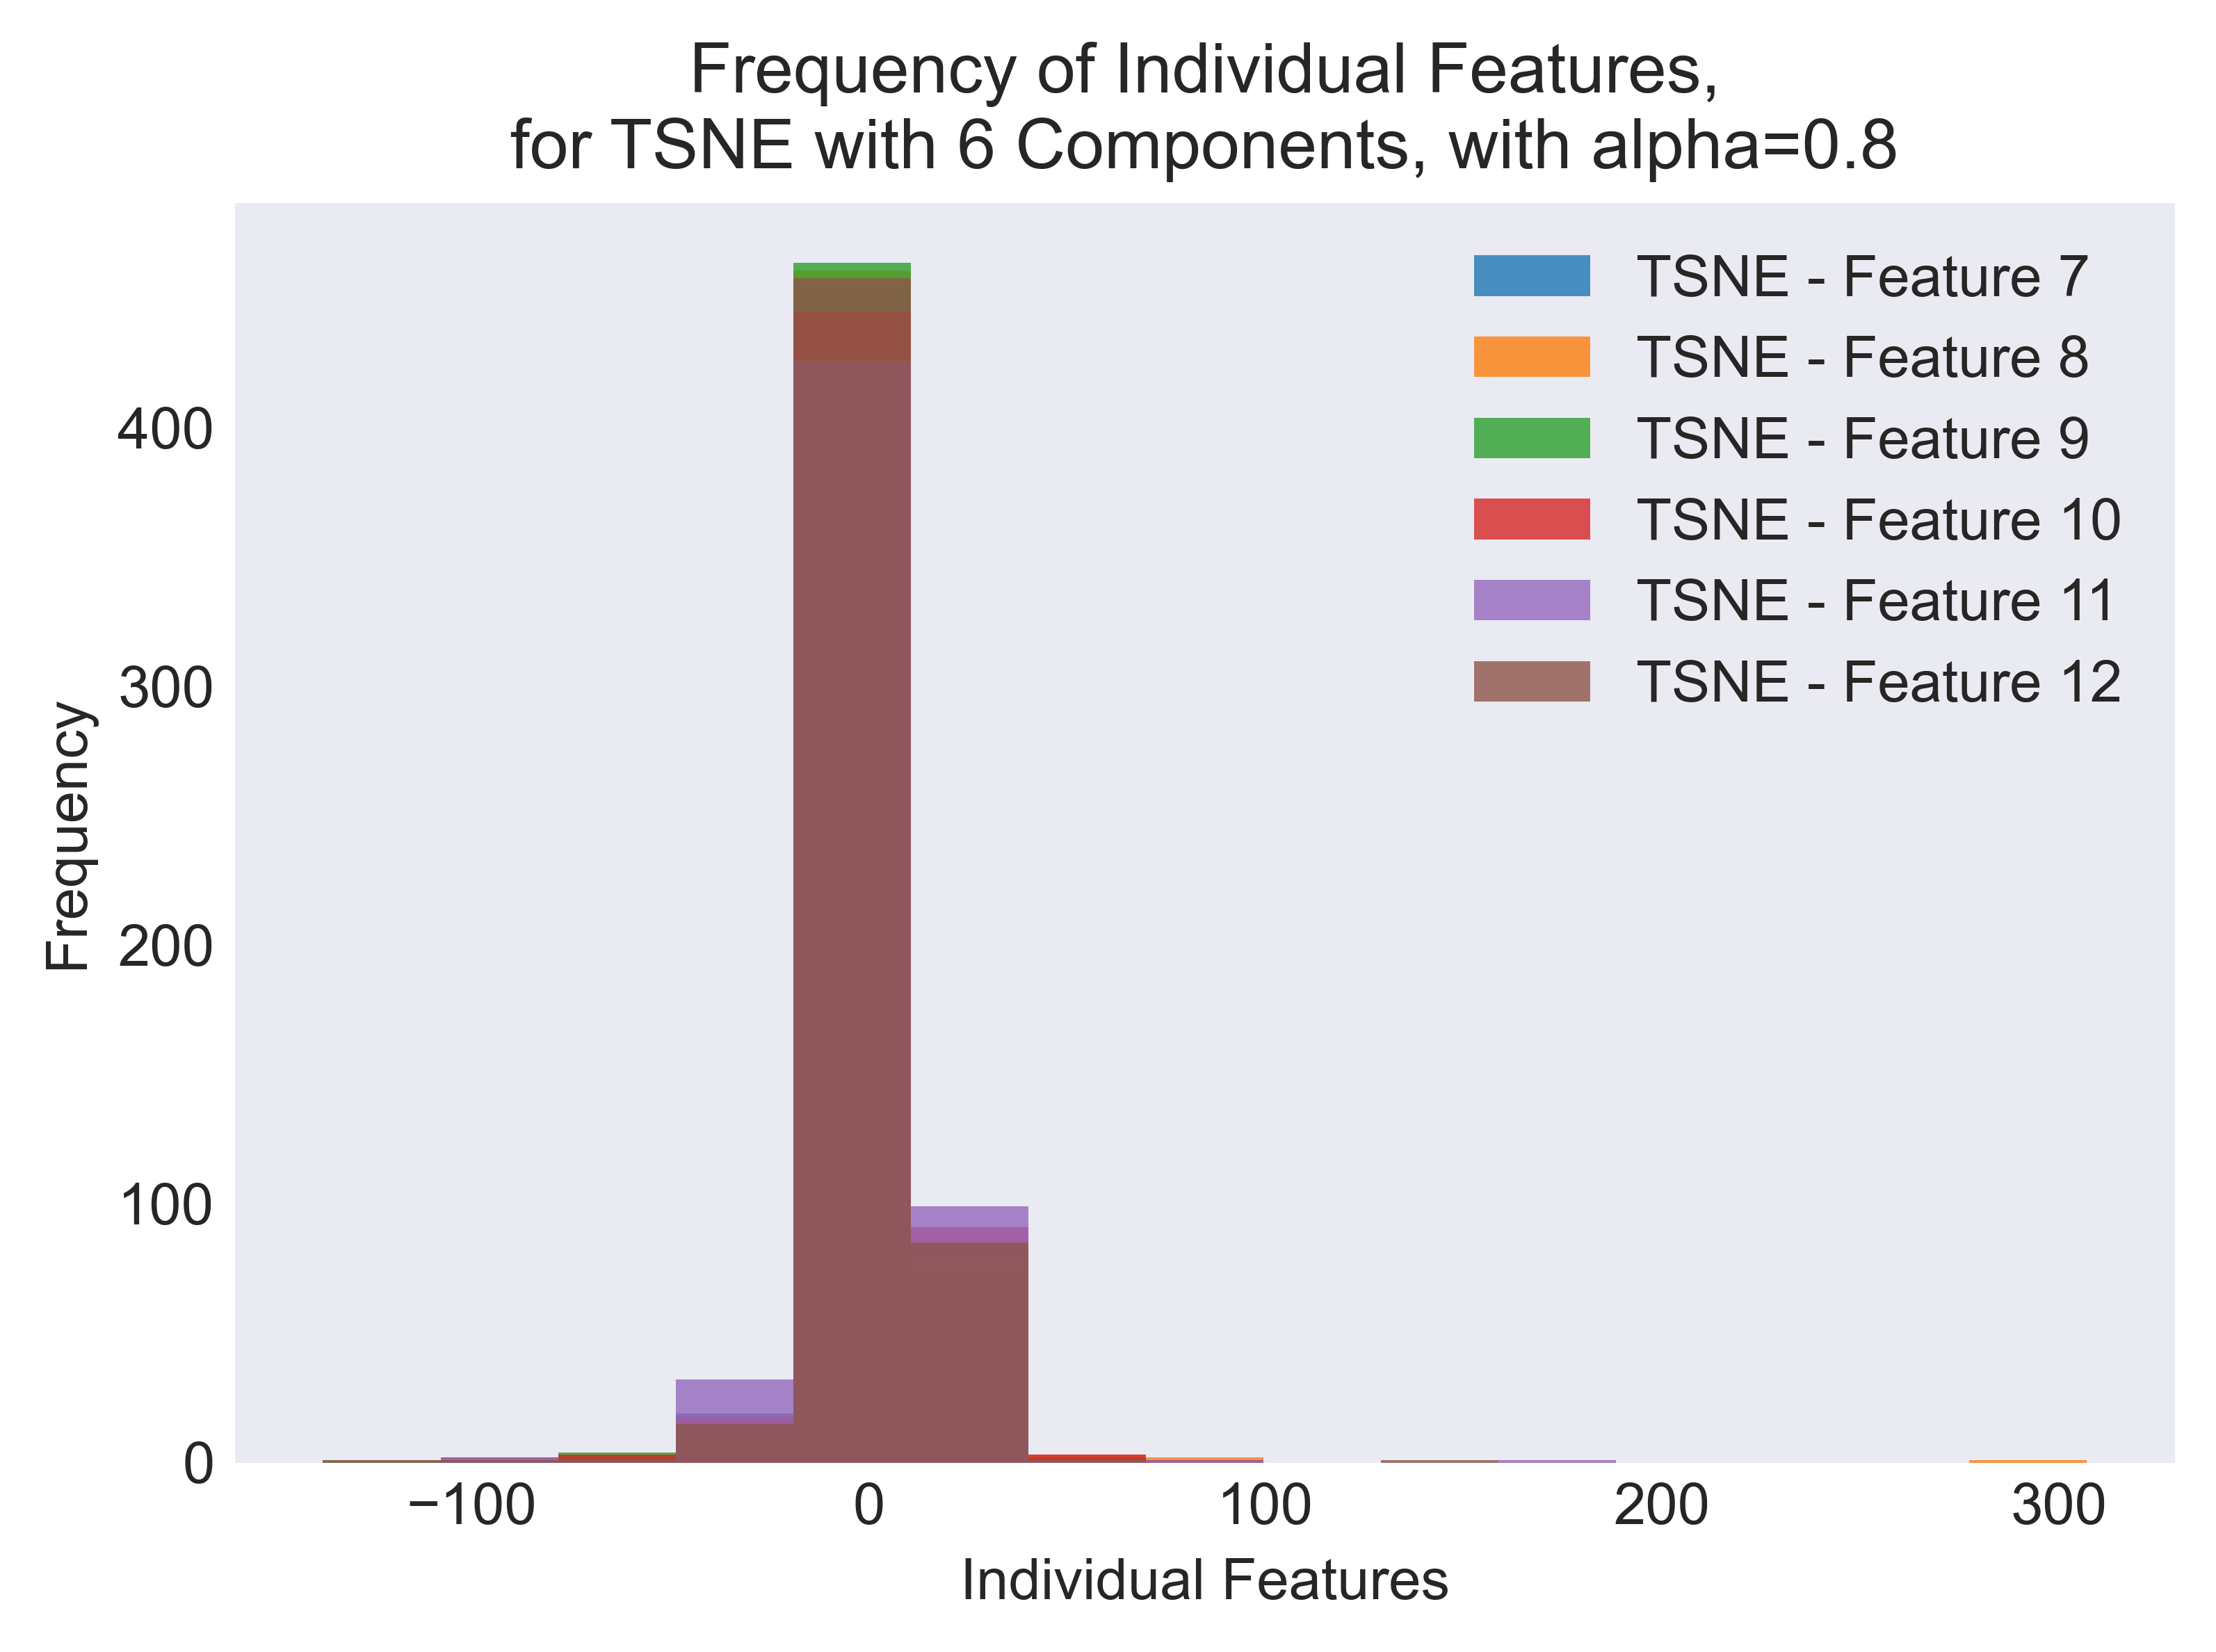 Frequency of Individual Features,
for TSNE with 6 Components, with alpha=0.8
TSNE - Feature 7
TSNE - Feature 8
TSNE - Feature 9
TSNE - Feature 10
TSNE - Feature 11
TSNE - Feature 12
Frequency
400
300
200
100
0
−100
0
100
200
300
Individual Features